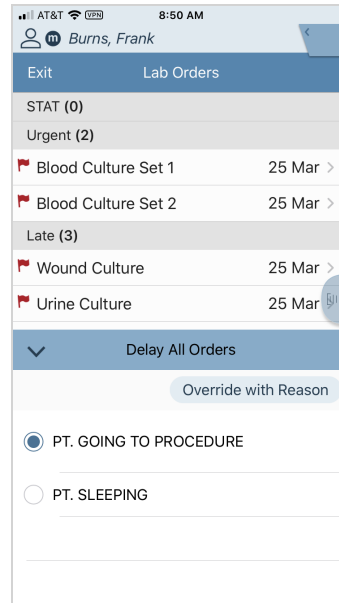 AT&T VPN 8:50 AM
m Burns, Frank
Exit Lab Orders
STAT (0)
Urgent (2)
Blood Culture Set 1 25 Mar
Blood Culture Set 2 25 Mar
Late (3)
Wound Culture 25 Mar
Urine Culture 25 Mar
Delay All Orders
Override with Reason
PT. GOING TO PROCEDURE
PT. SLEEPING